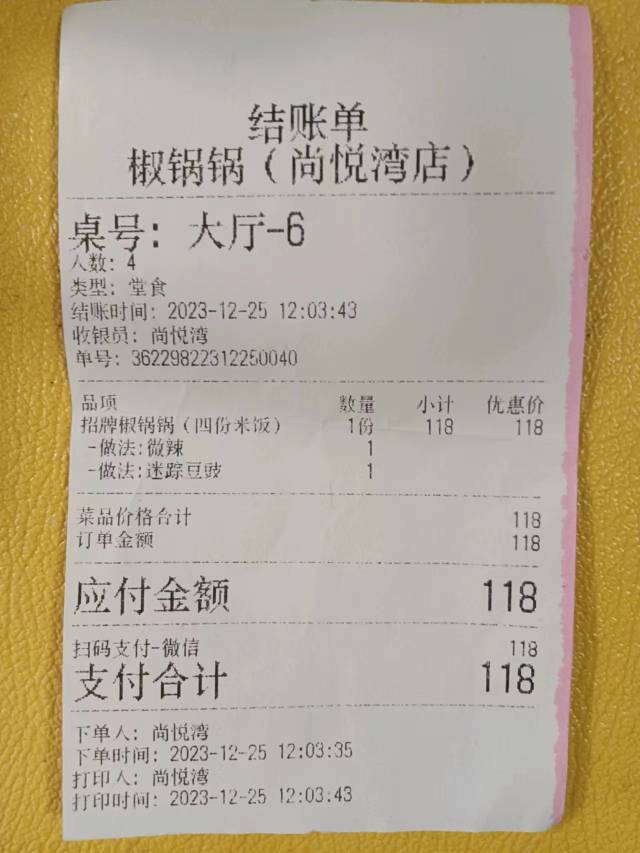 结账单
椒锅锅（尚悦湾店）
桌号：大厅-6
人数：4
类型：堂食
结账时间：2023-12-25 12:03:43
收银员：尚悦湾
单号：36229822312250040
品项 数量 小计 优惠价
招牌椒锅锅（四份米饭） 1份 118 118
-做法:微辣 1
-做法:迷踪豆豉 1
菜品价格合计 118
订单金额 118
应付金额 118
扫码支付-微信 118
支付合计 118
下单人：尚悦湾
下单时间：2023-12-25 12:03:35
打印人：尚悦湾
打印时间：2023-12-25 12:03:43